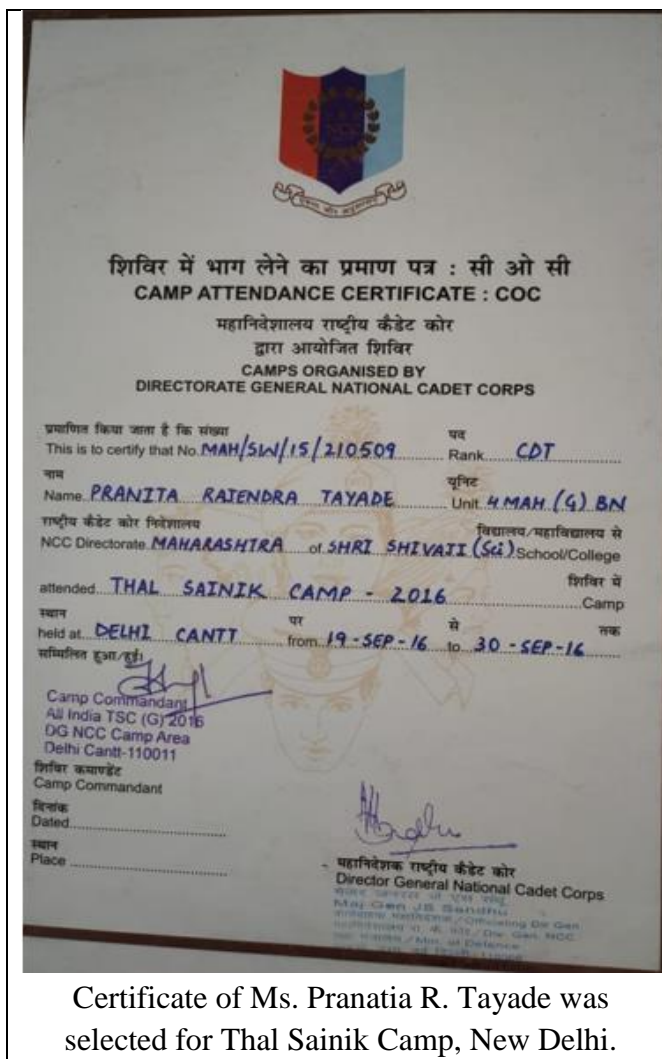 एकता और अनुशासन
शिविर में भाग लेने का प्रमाण पत्र : सी ओ सी
CAMP ATTENDANCE CERTIFICATE : COC
महानिदेशालय राष्ट्रीय कैडेट कोर
द्वारा आयोजित शिविर
CAMPS ORGANISED BY
DIRECTORATE GENERAL NATIONAL CADET CORPS
प्रमाणित किया जाता है कि संख्या पद
This is to certify that No. MAH/SW/15/210509 Rank CDT
नाम यूनिट
Name PRANITA RAJENDRA TAYADE Unit 4 MAH (G) BN
राष्ट्रीय कैडेट कोर निदेशालय विद्यालय/महाविद्यालय से
NCC Directorate MAHARASHTRA of SHRI SHIVAJI (Sci) School/College
शिविर में
attended THAL SAINIK CAMP - 2016 Camp
स्थान पर से तक
held at DELHI CANTT from 19-SEP-16 to 30-SEP-16
सम्मिलित हुआ/हुई।
Camp Commandant
All India TSC (G) 2016
DG NCC Camp Area
Delhi Cantt-110011
शिविर कमाण्डेंट
Camp Commandant
दिनांक
Dated
स्थान
Place
महानिदेशक राष्ट्रीय कैडेट कोर
Director General National Cadet Corps
Maj Gen JS Sandhu
Certificate of Ms. Pranatia R. Tayade was
selected for Thal Sainik Camp, New Delhi.